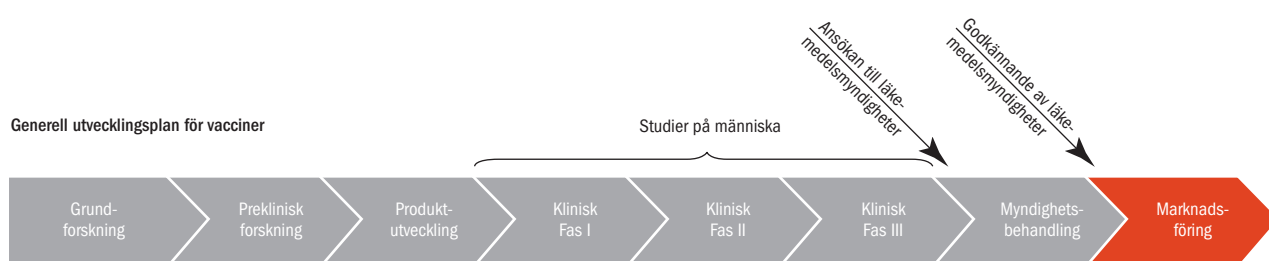 Ansökan till läke-
medelsmyndigheter
Godkännande av läke-
medelsmyndigheter
Generell utvecklingsplan för vacciner
Studier på människa
Grund-
forskning
Preklinisk
forskning
Produkt-
utveckling
Klinisk
Fas I
Klinisk
Fas II
Klinisk
Fas III
Myndighets-
behandling
Marknads-
föring